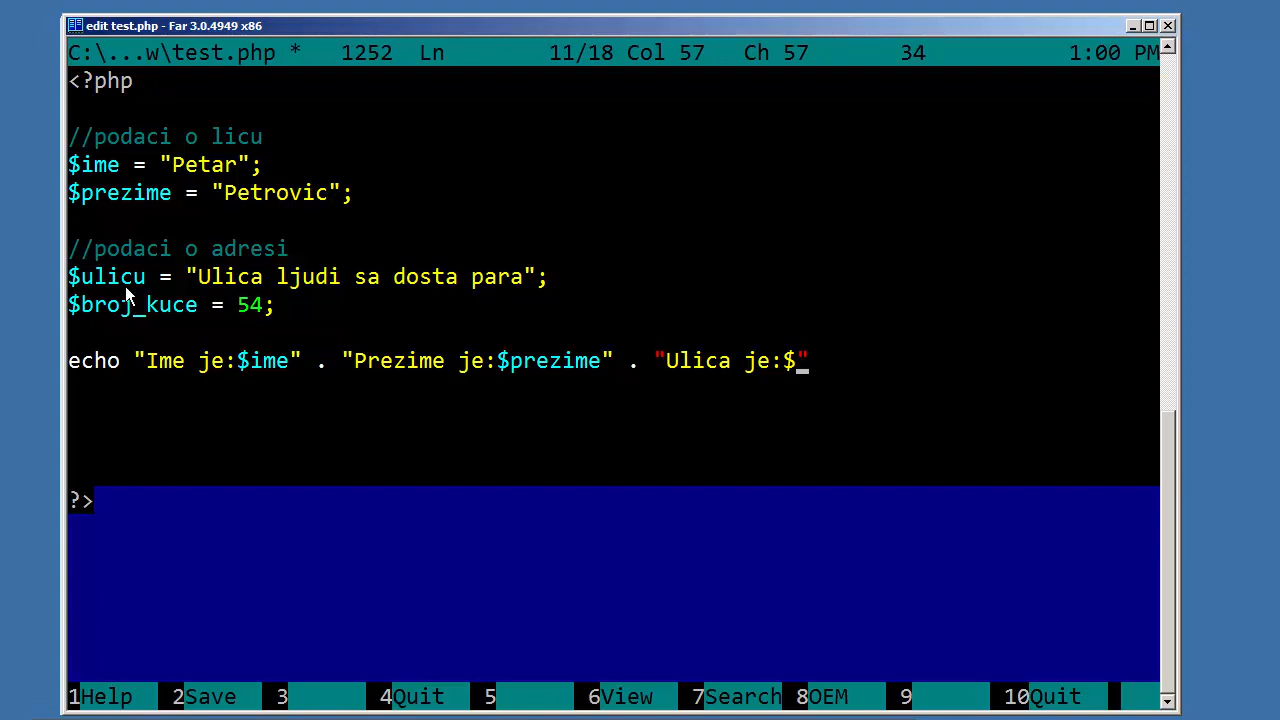 edit test.php - Far 3.0.4949 x86
C:\...w\test.php * 1252 Ln 11/18 Col 57 Ch 57 34 1:00 PM
<?php
//podaci o licu
$ime = "Petar";
$prezime = "Petrovic";
//podaci o adresi
$ulicu = "Ulica ljudi sa dosta para";
$broj_kuce = 54;
echo "Ime je:$ime" . "Prezime je:$prezime" . "Ulica je:$"
?>
1Help 2Save 3 4Quit 5 6View 7Search 8OEM 9 10Quit